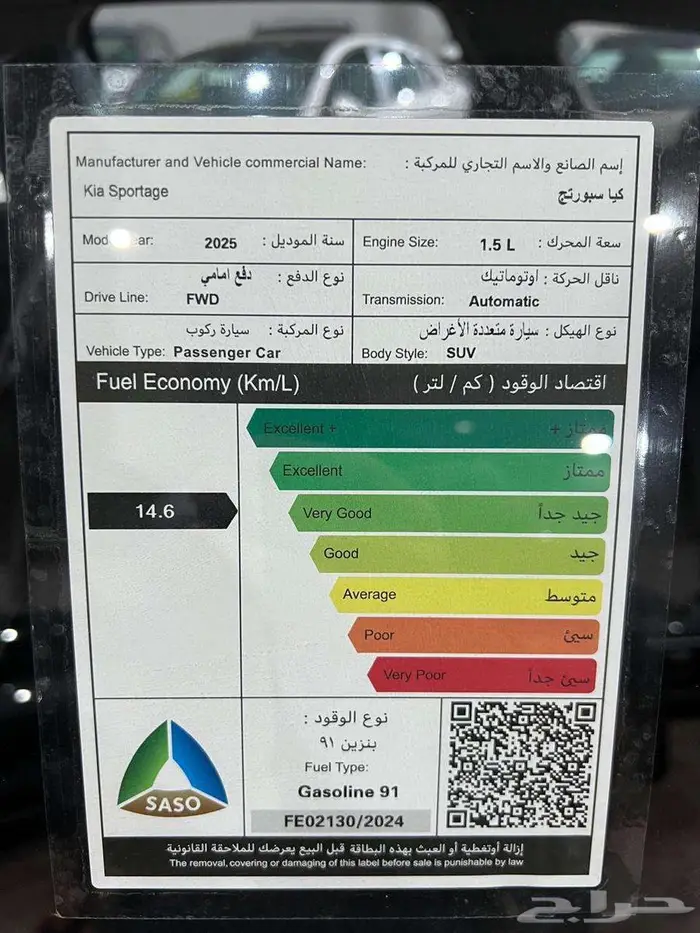 Manufacturer and Vehicle commercial Name: إسم الصانع والاسم التجاري للمركبة :
Kia Sportage كيا سبورتج
سنة الموديل : 2025
Engine Size: 1.5 L سعة المحرك :
نوع الدفع : دفع امامي
Drive Line: FWD
ناقل الحركة : اوتوماتيك
Transmission: Automatic
نوع المركبة : سيارة ركوب
Vehicle Type: Passenger Car
نوع الهيكل : سيارة متعددة الأغراض
Body Style: SUV
Fuel Economy (Km/L) اقتصاد الوقود ( كم / لتر )
Excellent + ممتاز +
Excellent ممتاز
14.6
Very Good جيد جداً
Good جيد
Average متوسط
Poor سيئ
Very Poor سيئ جداً
SASO
نوع الوقود :
بنزين ٩١
Fuel Type:
Gasoline 91
FE02130/2024
إزالة أوتغطية أو العبث بهذه البطاقة قبل البيع يعرضك للملاحقة القانونية
The removal, covering or damaging of this label before sale is punishable by law
حراج